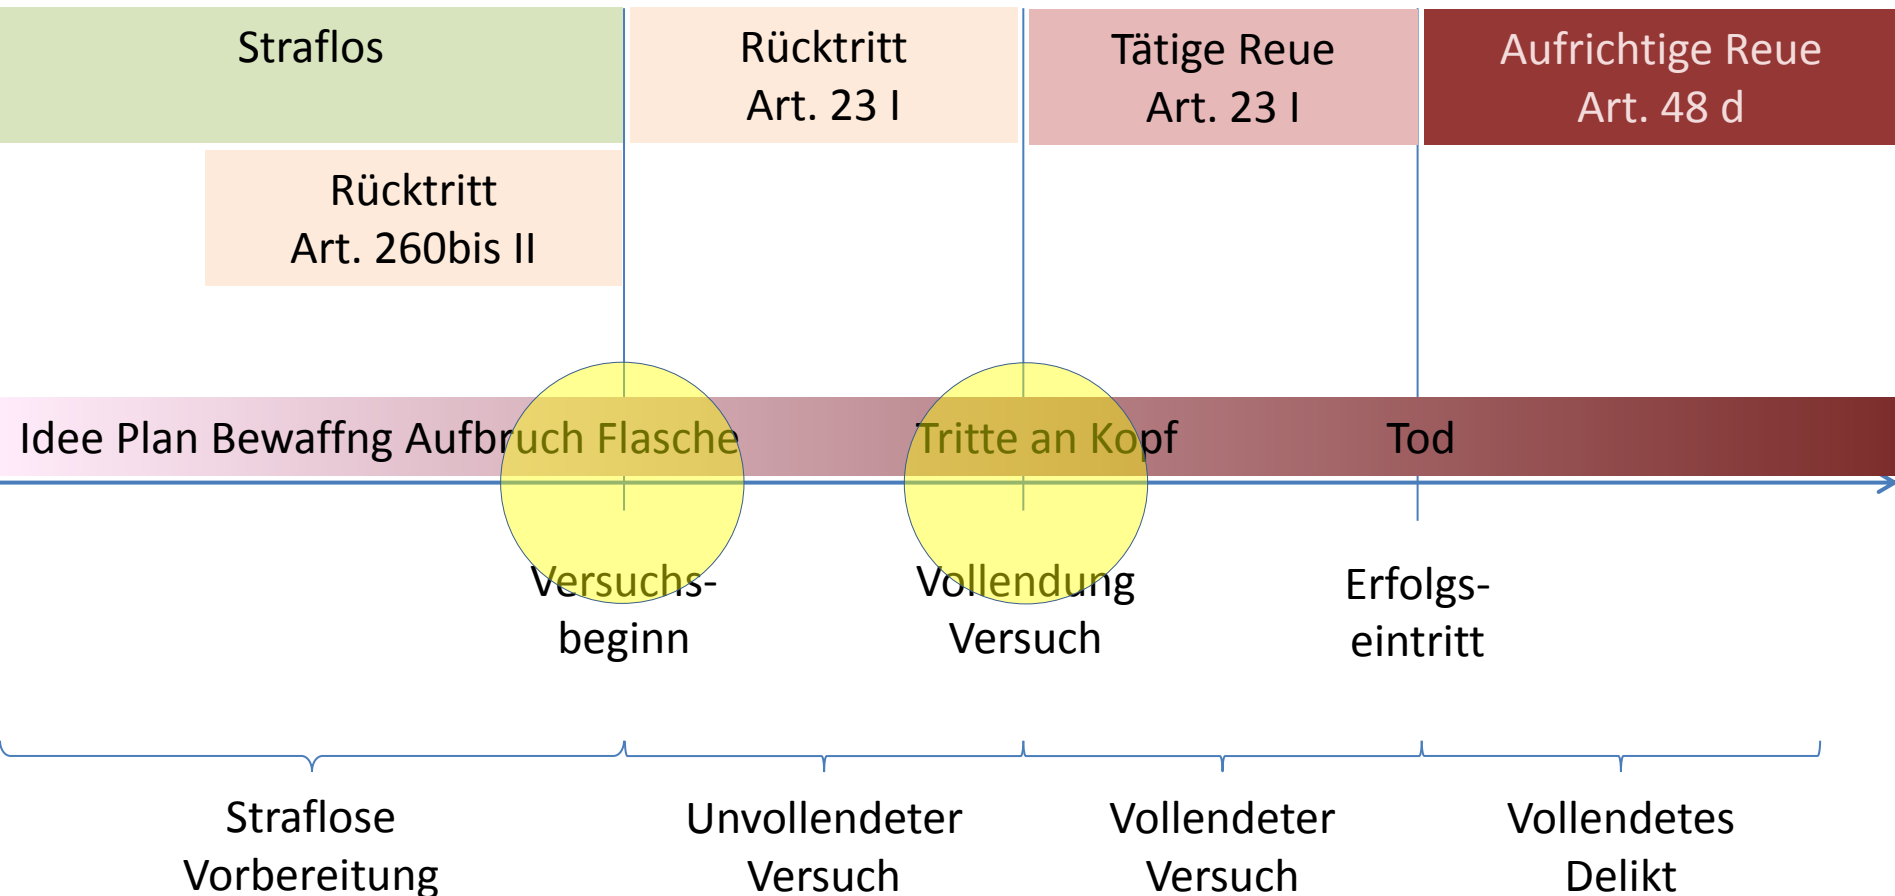 Straflos
Rücktritt
Art. 23 I
Tätige Reue
Art. 23 I
Aufrichtige Reue
Art. 48 d
Rücktritt
Art. 260bis II
Idee Plan Bewaffng Aufbruch Flasche
Tritte an Kopf
Tod
Versuchs-
beginn
Vollendung
Versuch
Erfolgs-
eintritt
Straflose
Vorbereitung
Unvollendeter
Versuch
Vollendeter
Versuch
Vollendetes
Delikt